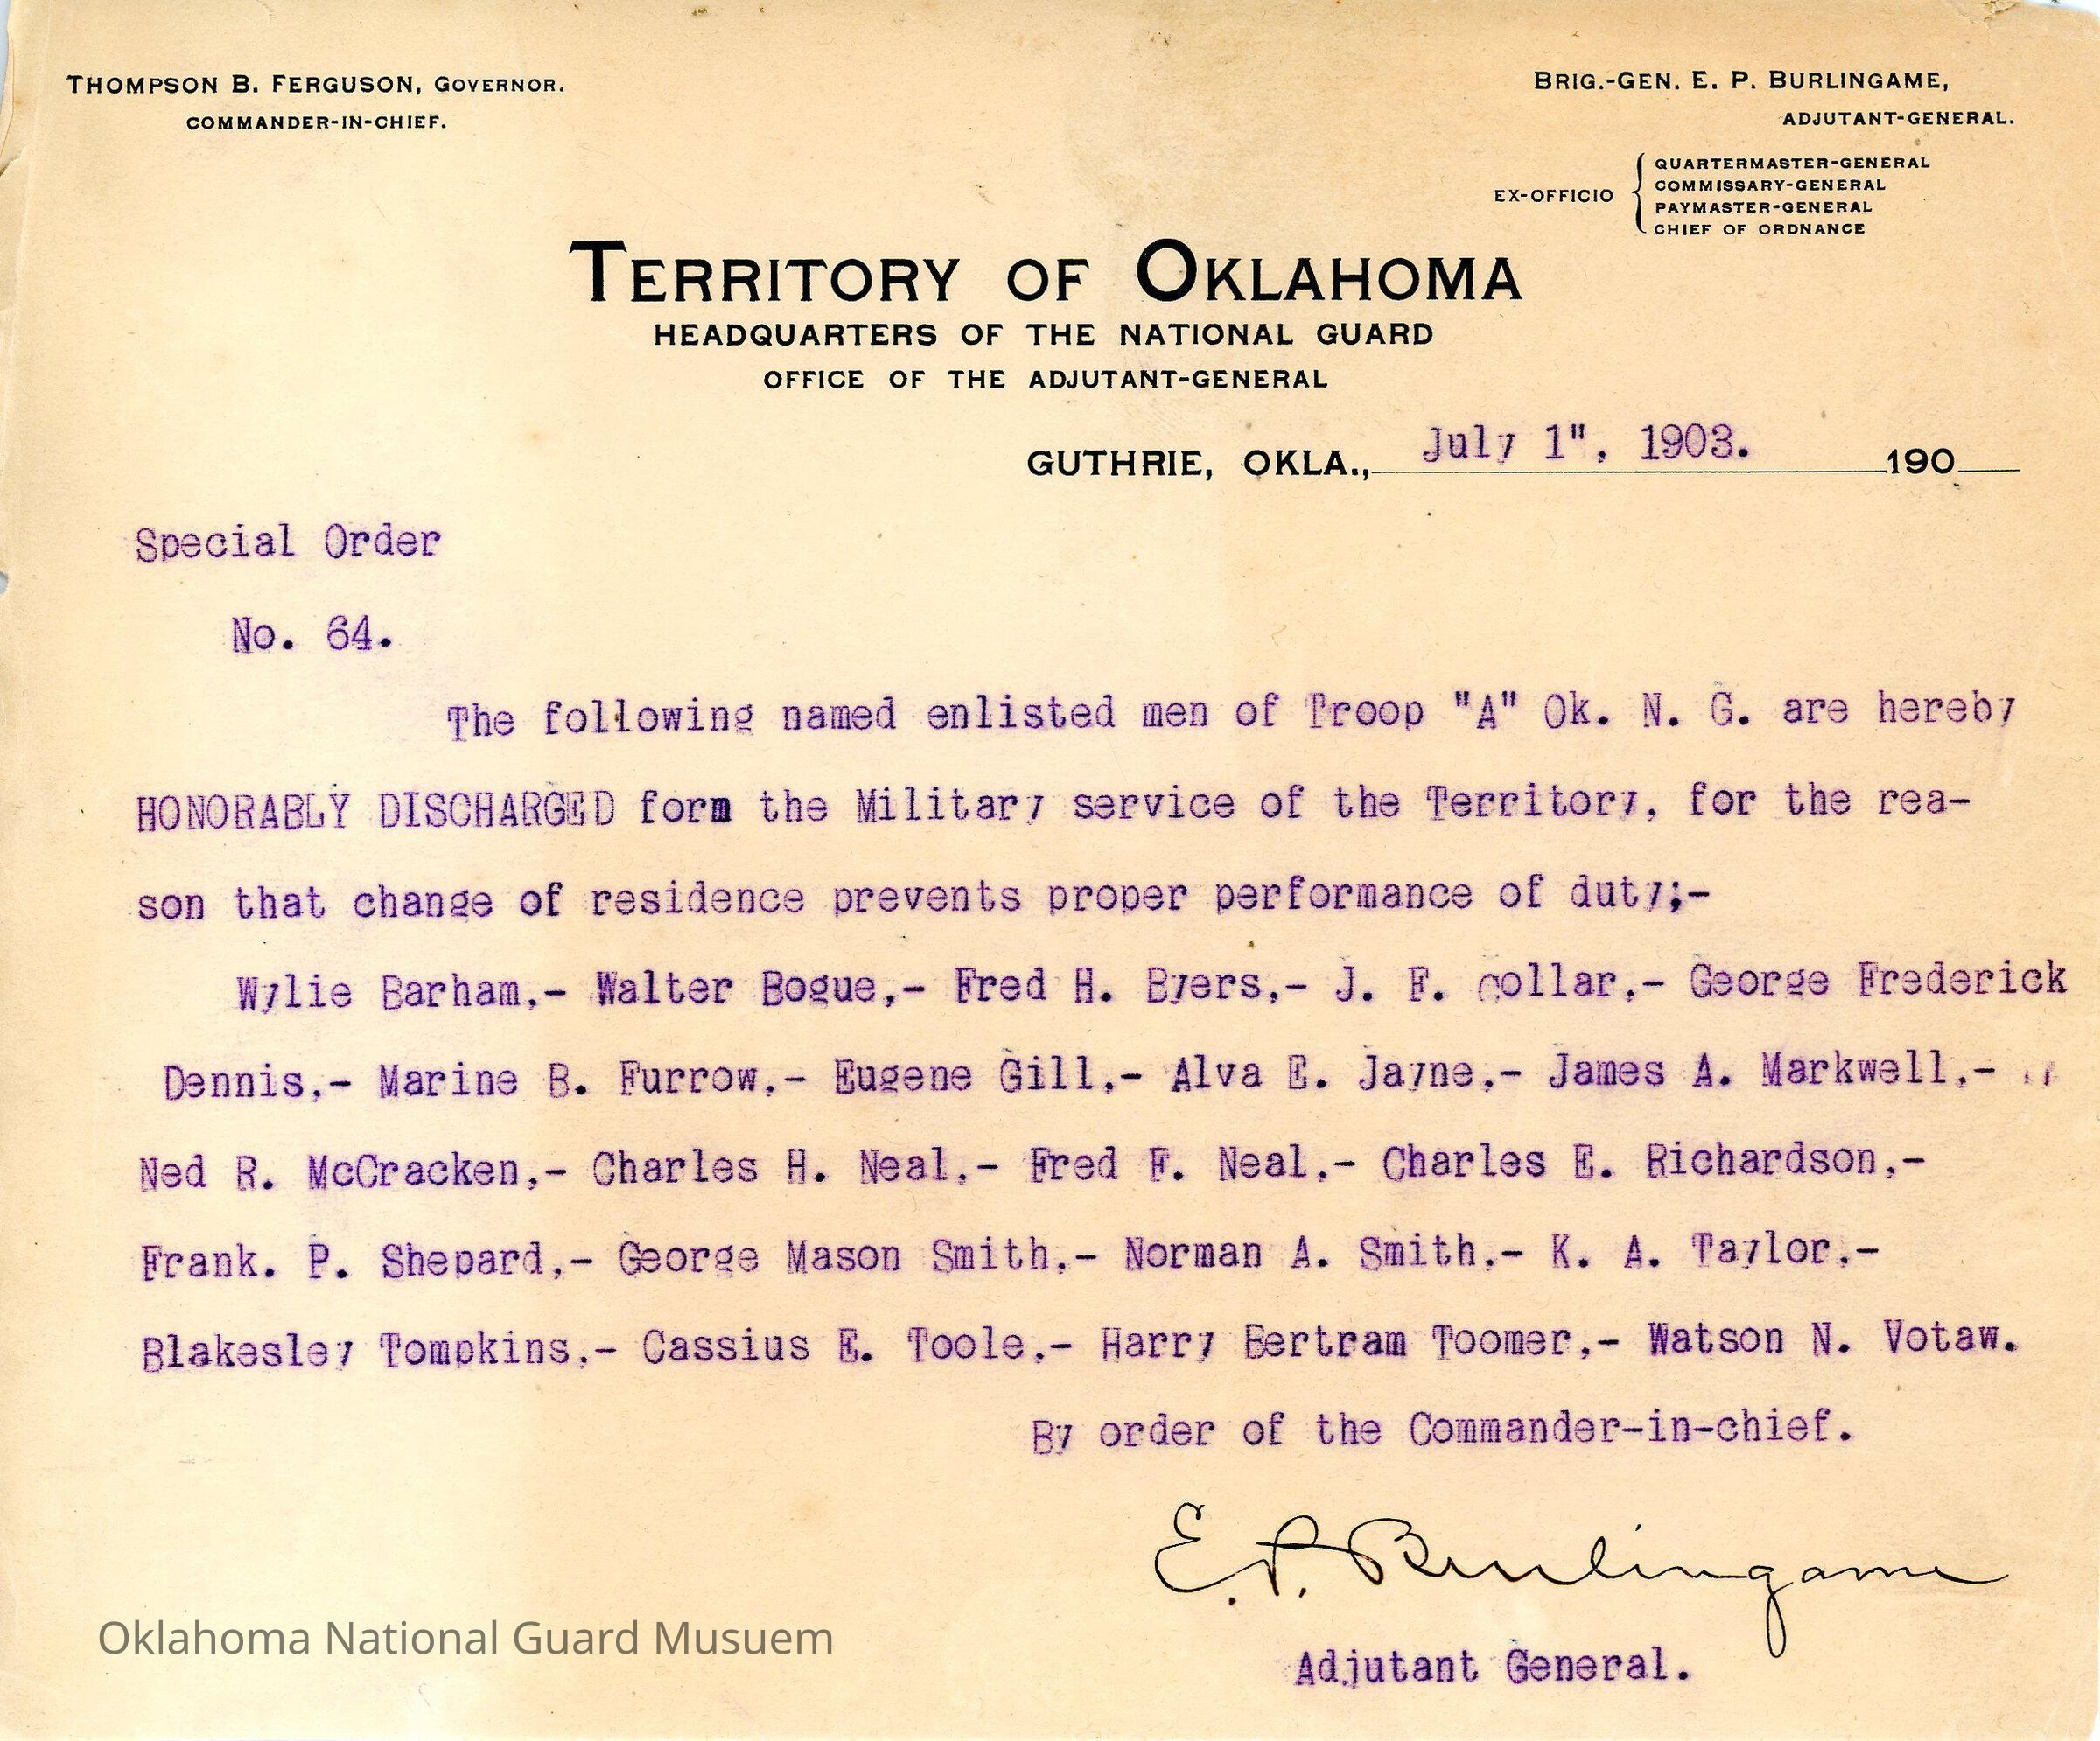 THOMPSON B. FERGUSON, GOVERNOR.
COMMANDER-IN-CHIEF.
BRIG.-GEN. E. P. BURLINGAME,
ADJUTANT-GENERAL.
EX-OFFICIO
QUARTERMASTER-GENERAL
COMMISSARY-GENERAL
PAYMASTER-GENERAL
CHIEF OF ORDNANCE
TERRITORY OF OKLAHOMA
HEADQUARTERS OF THE NATIONAL GUARD
OFFICE OF THE ADJUTANT-GENERAL
GUTHRIE, OKLA., July 1", 1903. 190
Special Order
No. 64.
The following named enlisted men of Troop "A" Ok. N. G. are hereby
HONORABLY DISCHARGED form the Military service of the Territory, for the rea-
son that change of residence prevents proper performance of duty;-
Wylie Barham,- Walter Bogue,- Fred H. Byers,- J. F. collar,- George Frederick
Dennis,- Marine B. Furrow,- Eugene Gill,- Alva E. Jayne,- James A. Markwell,-
Ned R. McCracken,- Charles H. Neal,- Fred F. Neal,- Charles E. Richardson,-
Frank. P. Shepard,- George Mason Smith,- Norman A. Smith,- K. A. Taylor,-
Blakesley Tompkins,- Cassius E. Toole,- Harry Bertram Toomer,- Watson N. Votaw.
By order of the Commander-in-chief.
E. P. Burlingame
Adjutant General.
Oklahoma National Guard Musuem